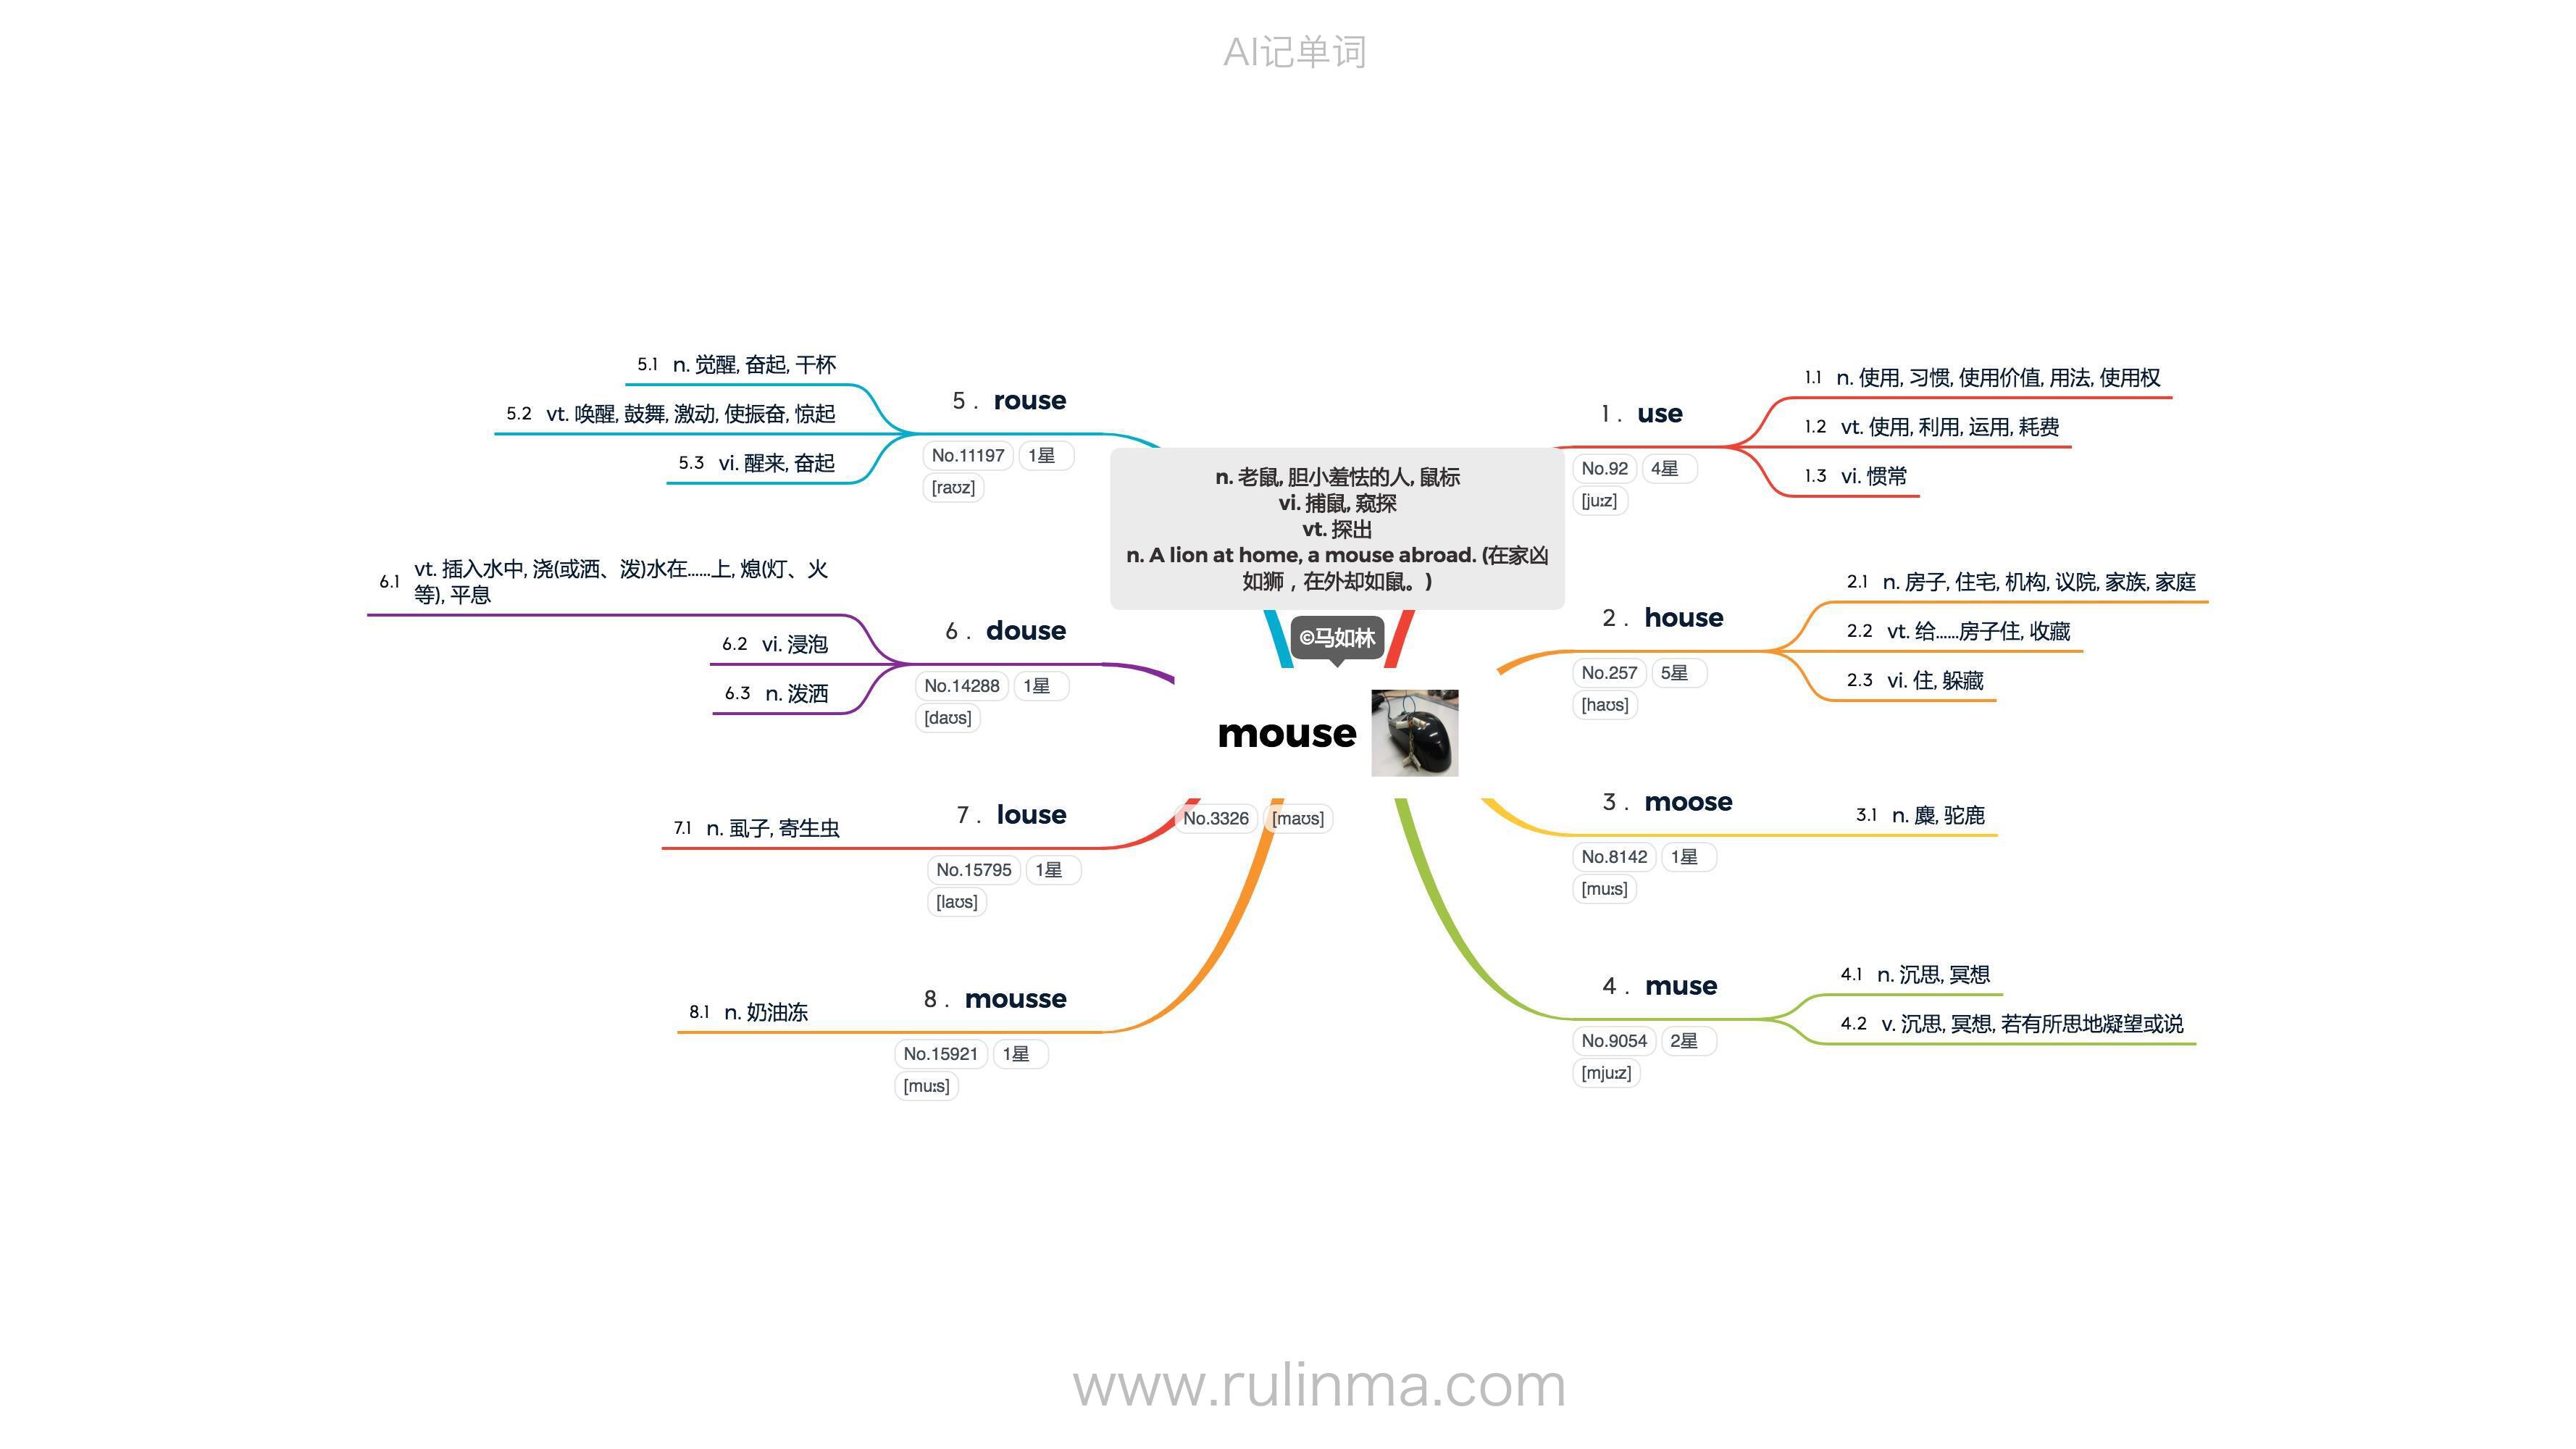 AI记单词
n. 老鼠, 胆小羞怯的人, 鼠标
vi. 捕鼠, 窥探
vt. 探出
n. A lion at home, a mouse abroad. (在家凶
如狮，在外却如鼠。)
©马如林
mouse
No.3326 [maʊs]
1. use
No.92 4星
[juːz]
1.1 n. 使用, 习惯, 使用价值, 用法, 使用权
1.2 vt. 使用, 利用, 运用, 耗费
1.3 vi. 惯常
2. house
No.257 5星
[haʊs]
2.1 n. 房子, 住宅, 机构, 议院, 家族, 家庭
2.2 vt. 给……房子住, 收藏
2.3 vi. 住, 躲藏
3. moose
No.8142 1星
[muːs]
3.1 n. 麋, 驼鹿
4. muse
No.9054 2星
[mjuːz]
4.1 n. 沉思, 冥想
4.2 v. 沉思, 冥想, 若有所思地凝望或说
5. rouse
No.11197 1星
[raʊz]
5.1 n. 觉醒, 奋起, 干杯
5.2 vt. 唤醒, 鼓舞, 激动, 使振奋, 惊起
5.3 vi. 醒来, 奋起
6. douse
No.14288 1星
[daʊs]
6.1 vt. 插入水中, 浇(或洒、泼)水在……上, 熄(灯、火
等), 平息
6.2 vi. 浸泡
6.3 n. 泼洒
7. louse
No.15795 1星
[laʊs]
7.1 n. 虱子, 寄生虫
8. mousse
No.15921 1星
[muːs]
8.1 n. 奶油冻
www.rulinma.com